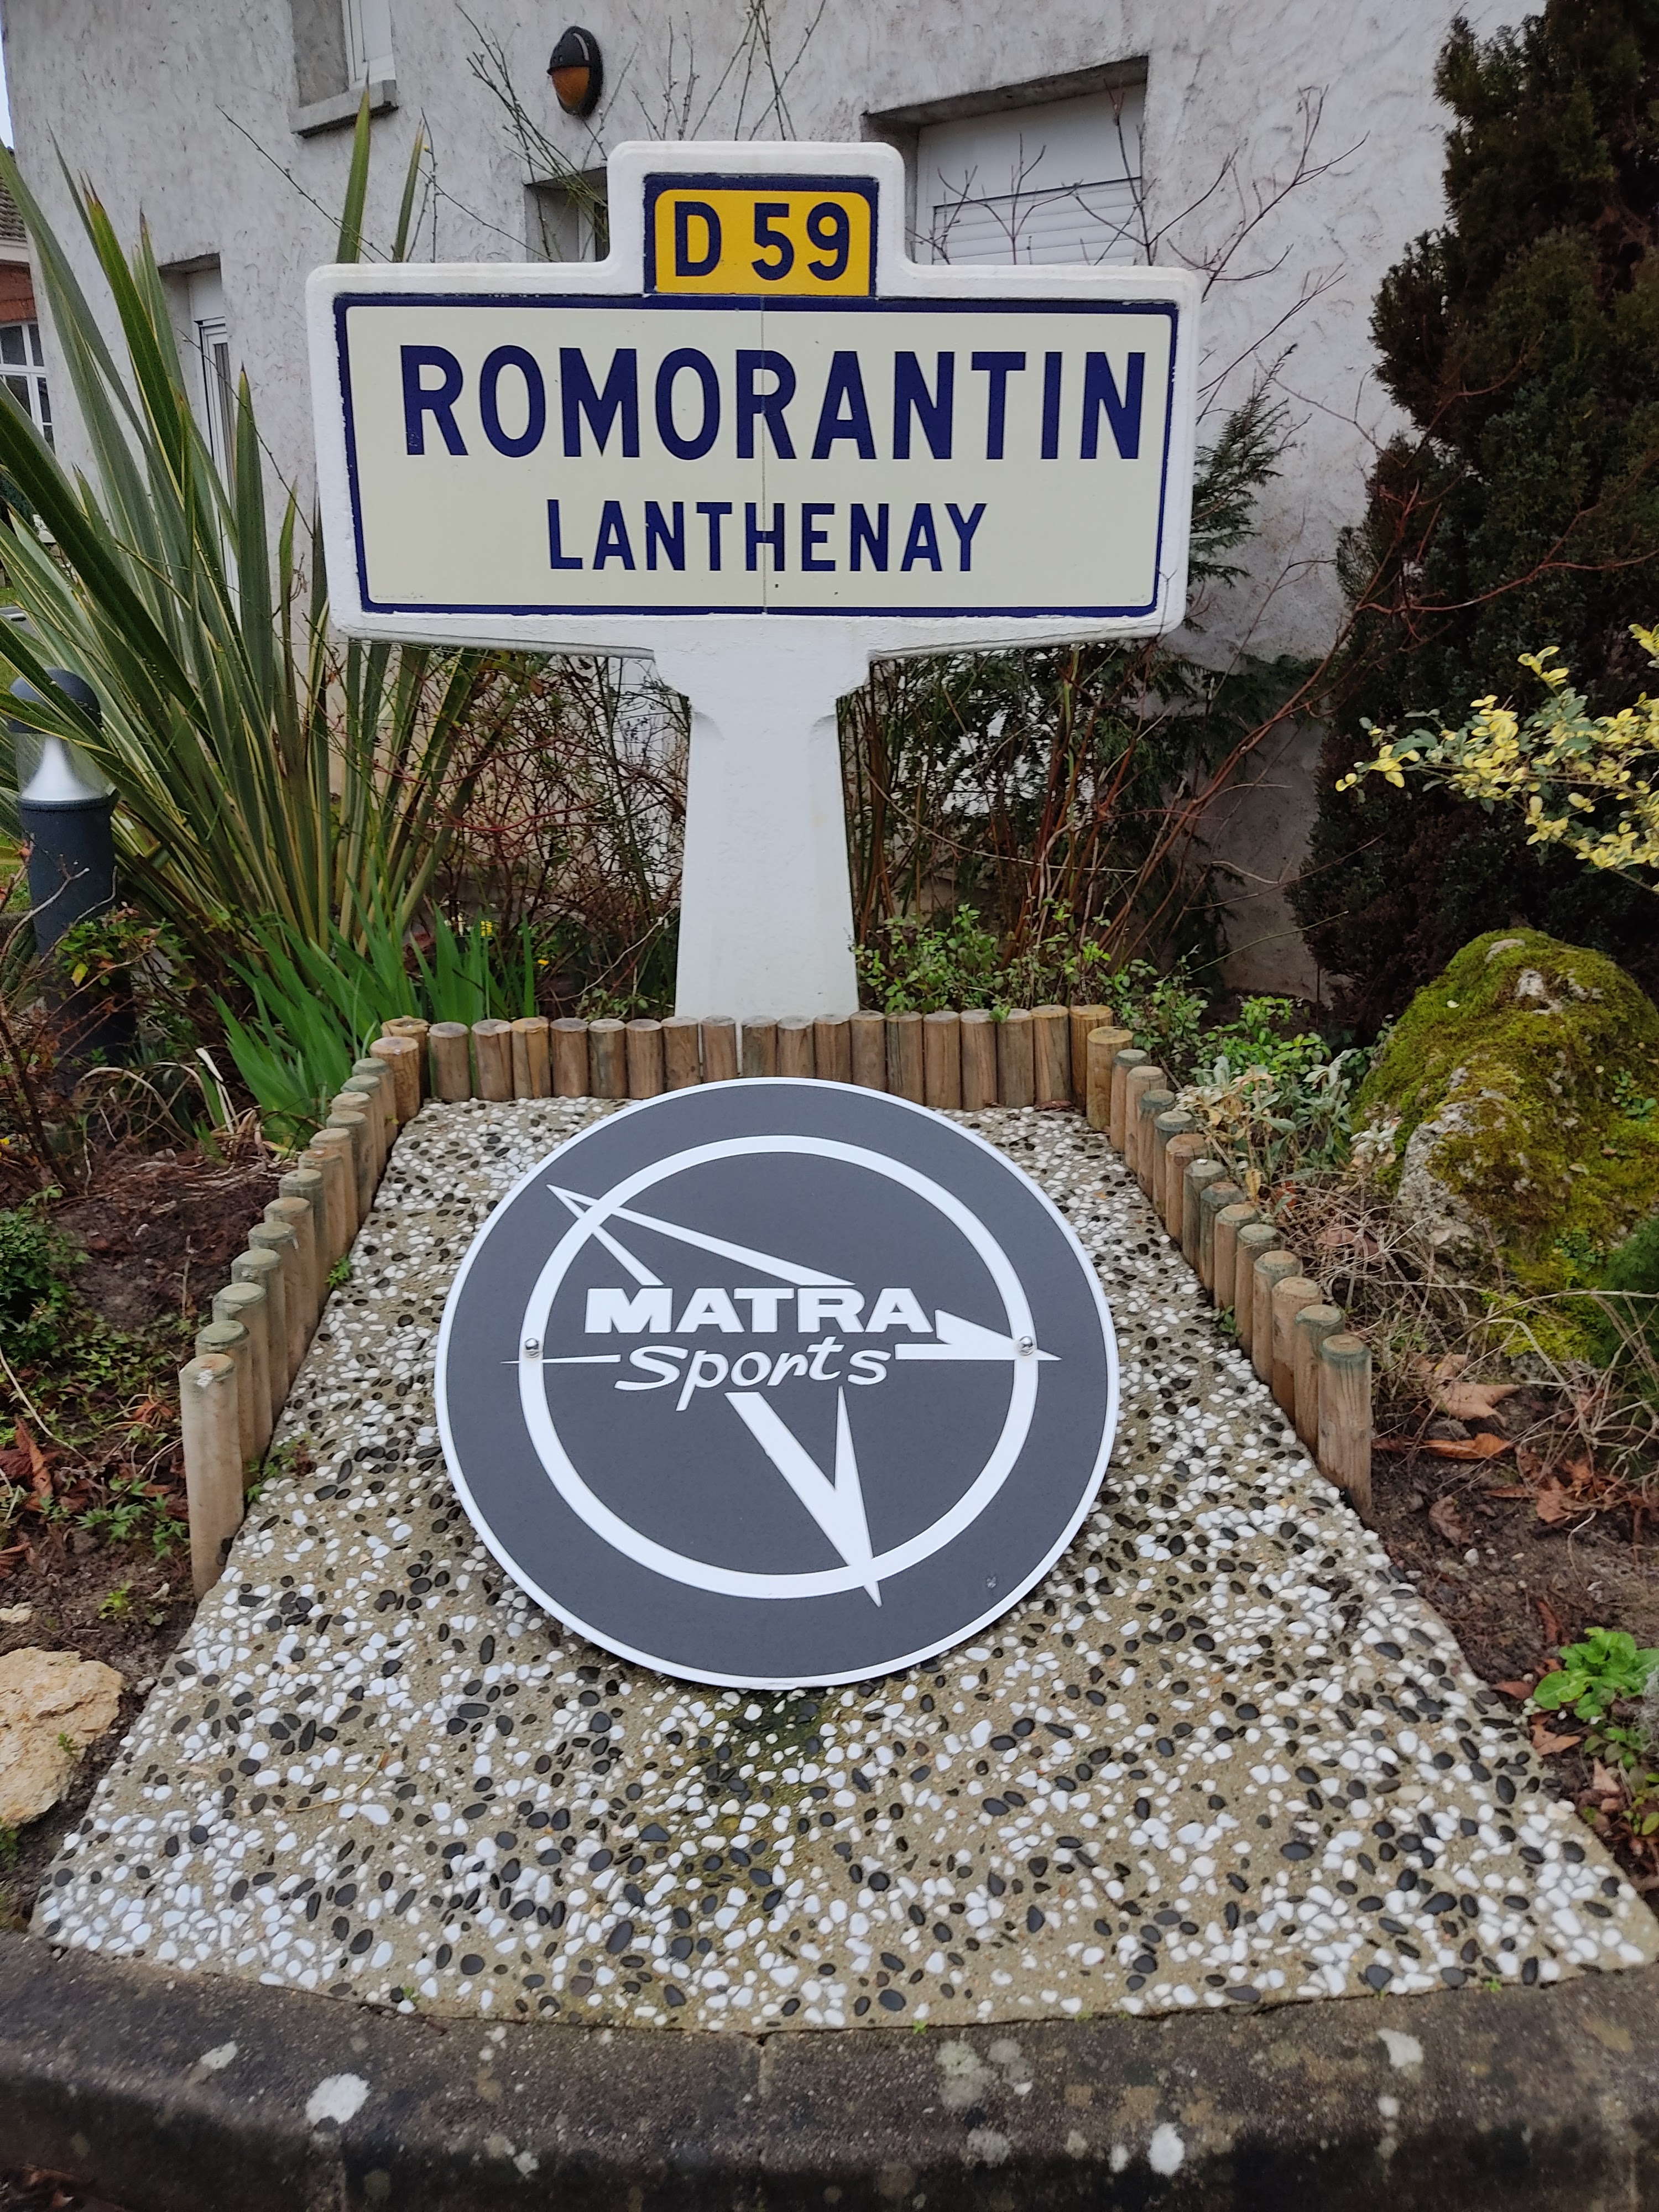 D 59
ROMORANTIN
LANTHENAY
MATRA
Sports